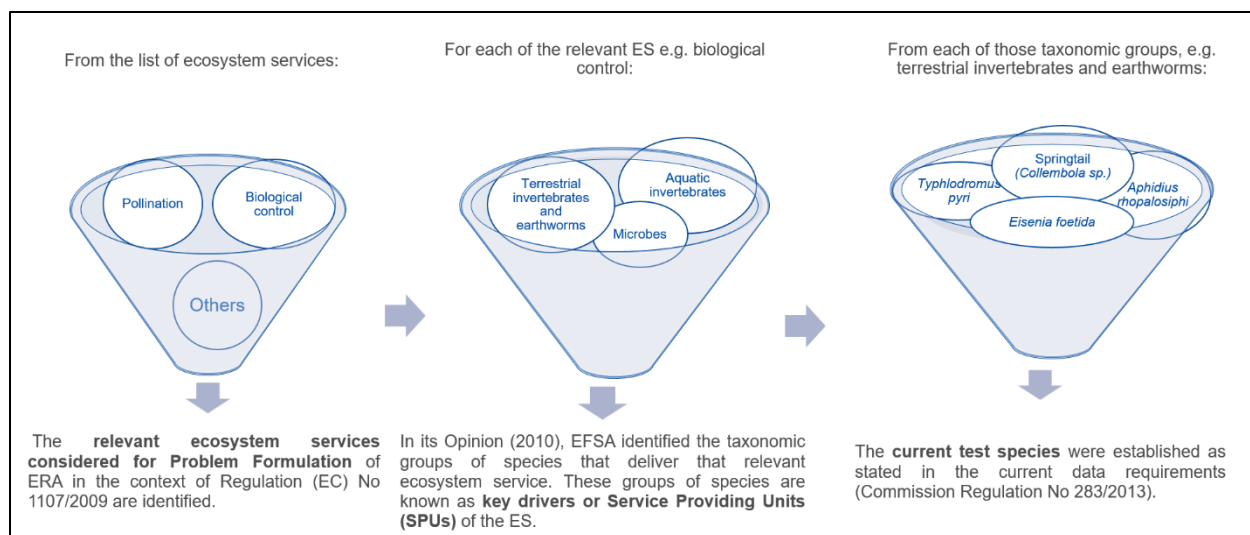 From the list of ecosystem services:
Pollination
Biological
control
Others
The relevant ecosystem services
considered for Problem Formulation of
ERA in the context of Regulation (EC) No
1107/2009 are identified.
For each of the relevant ES e.g. biological
control:
Terrestrial
invertebrates
and
earthworms
Aquatic
invertebrates
Microbes
In its Opinion (2010), EFSA identified the taxonomic
groups of species that deliver that relevant
ecosystem service. These groups of species are
known as key drivers or Service Providing Units
(SPUs) of the ES.
From each of those taxonomic groups, e.g.
terrestrial invertebrates and earthworms:
Typhlodromus
pyri
Springtail
(Collembola sp.)
Aphidius
rhopalosiphi
Eisenia foetida
The current test species were established as
stated in the current data requirements
(Commission Regulation No 283/2013).